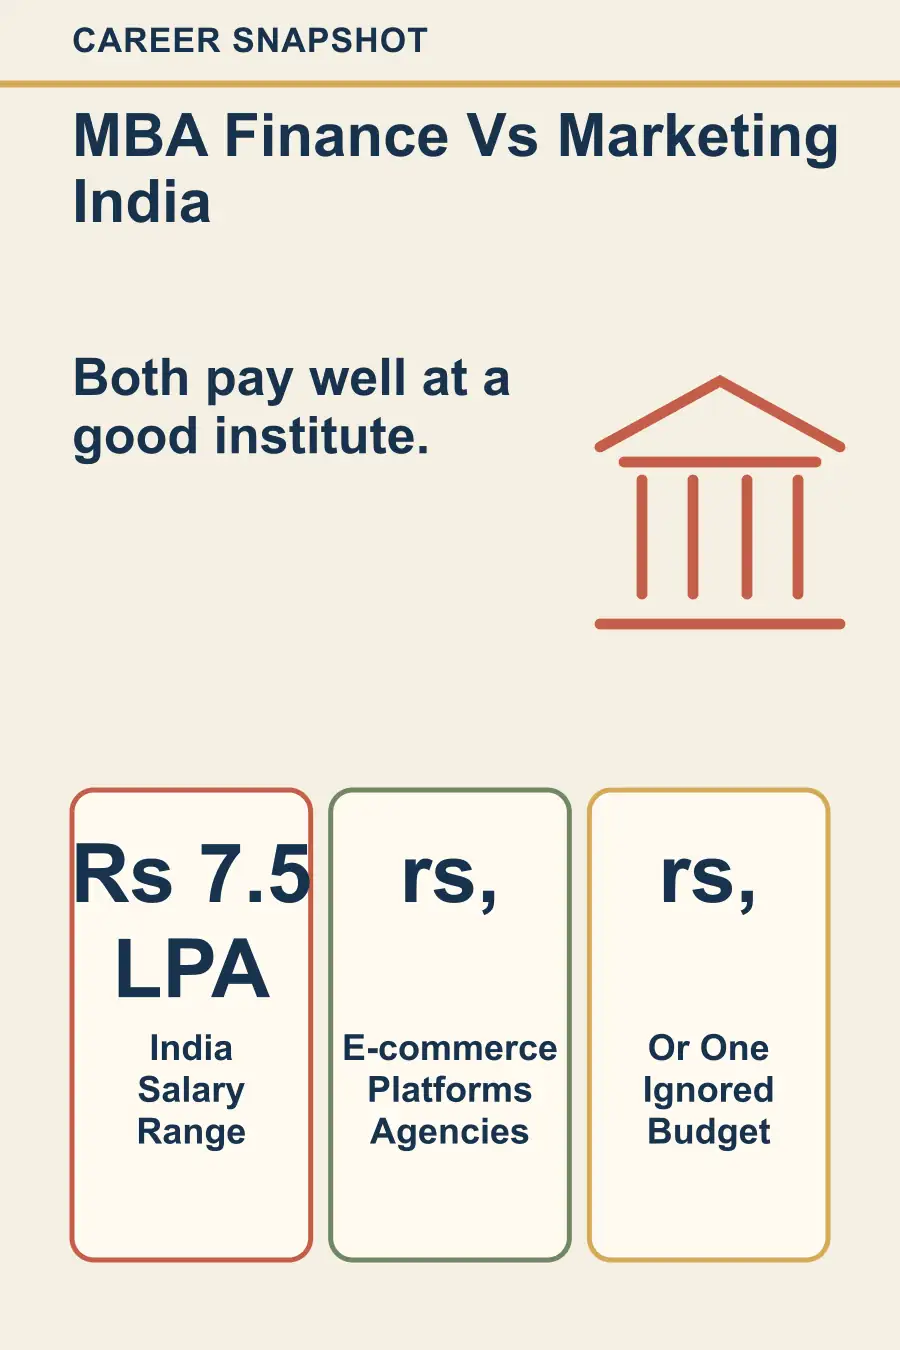 CAREER SNAPSHOT
MBA Finance Vs Marketing
India
Both pay well at a
good institute.
Rs 7.5
LPA
India
Salary
Range
rs,
E-commerce
Platforms
Agencies
rs,
Or One
Ignored
Budget